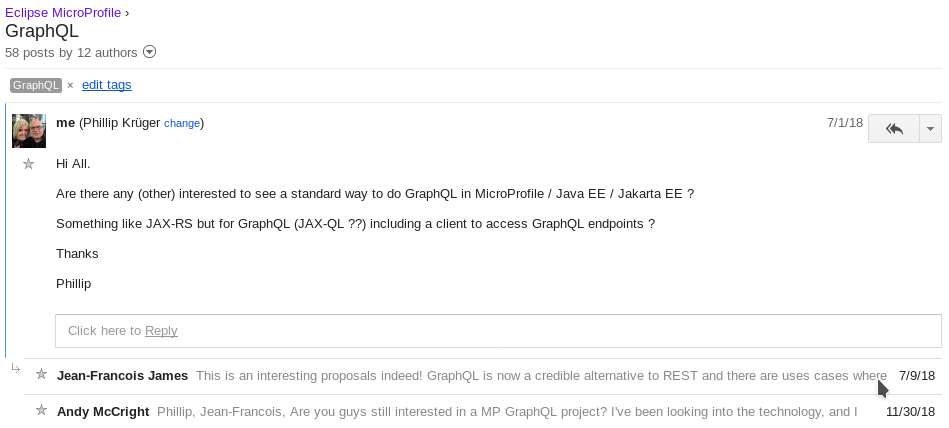 Eclipse MicroProfile ›
GraphQL
58 posts by 12 authors
GraphQL × edit tags
me (Phillip Krüger change) 7/1/18
Hi All.
Are there any (other) interested to see a standard way to do GraphQL in MicroProfile / Java EE / Jakarta EE ?
Something like JAX-RS but for GraphQL (JAX-QL ??) including a client to access GraphQL endpoints ?
Thanks
Phillip
Click here to Reply
Jean-Francois James This is an interesting proposals indeed! GraphQL is now a credible alternative to REST and there are uses cases where 7/9/18
Andy McCright Phillip, Jean-Francois, Are you guys still interested in a MP GraphQL project? I've been looking into the technology, and I 11/30/18